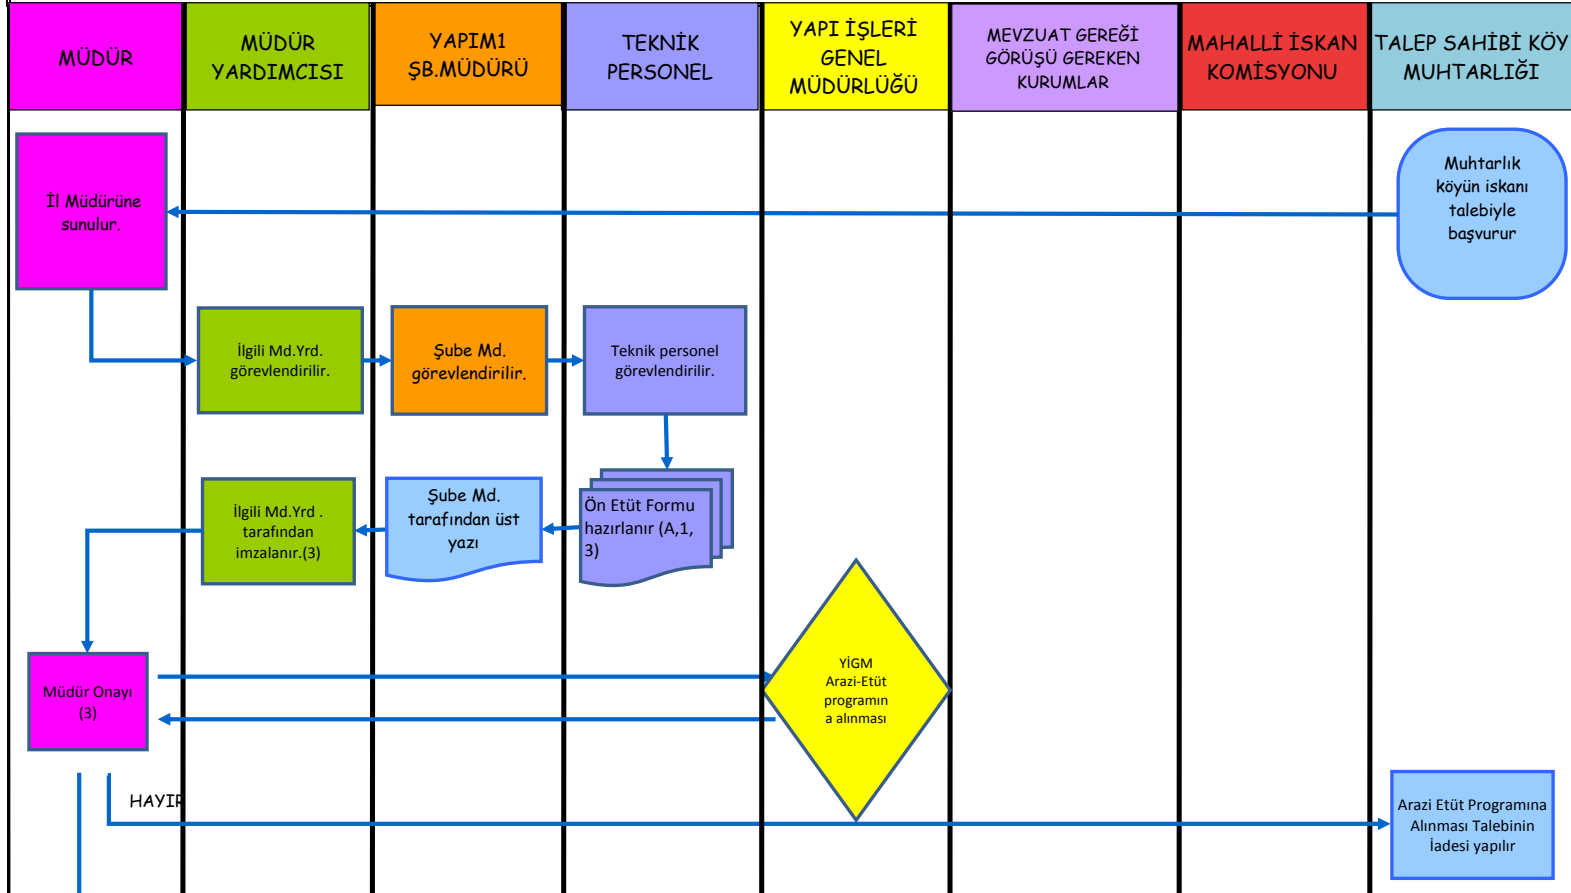 MÜDÜR
MÜDÜR
YARDIMCISI
YAPIM1
ŞB.MÜDÜRÜ
TEKNİK
PERSONEL
YAPI İŞLERİ
GENEL
MÜDÜRLÜĞÜ
MEVZUAT GEREĞİ
GÖRÜŞÜ GEREKEN
KURUMLAR
MAHALLİ İSKAN
KOMİSYONU
TALEP SAHİBİ KÖY
MUHTARLIĞI
Muhtarlık
köyün iskanı
talebiyle
başvurur
İl Müdürüne
sunulur.
İlgili Md.Yrd.
görevlendirilir.
Şube Md.
görevlendirilir.
Teknik personel
görevlendirilir.
Ön Etüt Formu
hazırlanır (A,1,
3)
Şube Md.
tarafından üst
yazı
İlgili Md.Yrd .
tarafından
imzalanır.(3)
Müdür Onayı
(3)
YİGM
Arazi-Etüt
programın
a alınması
HAYIR
Arazi Etüt Programına
Alınması Talebinin
İadesi yapılır